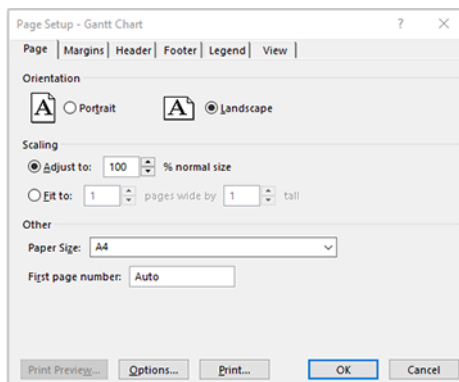 Page Setup - Gantt Chart ? ×
Page Margins Header Footer Legend View
Orientation
A Portrait A Landscape
Scaling
Adjust to: 100 % normal size
Fit to: 1 pages wide by 1 tall
Other
Paper Size: A4
First page number: Auto
Print Preview... Options... Print... OK Cancel